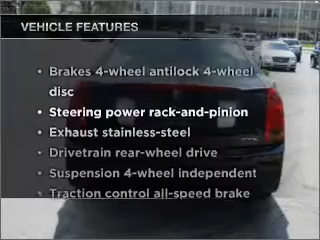 VEHICLE FEATURES
• Brakes 4-wheel antilock 4-wheel
disc
• Steering power rack-and-pinion
• Exhaust stainless-steel
• Drivetrain rear-wheel drive
• Suspension 4-wheel independent
• Traction control all-speed brake